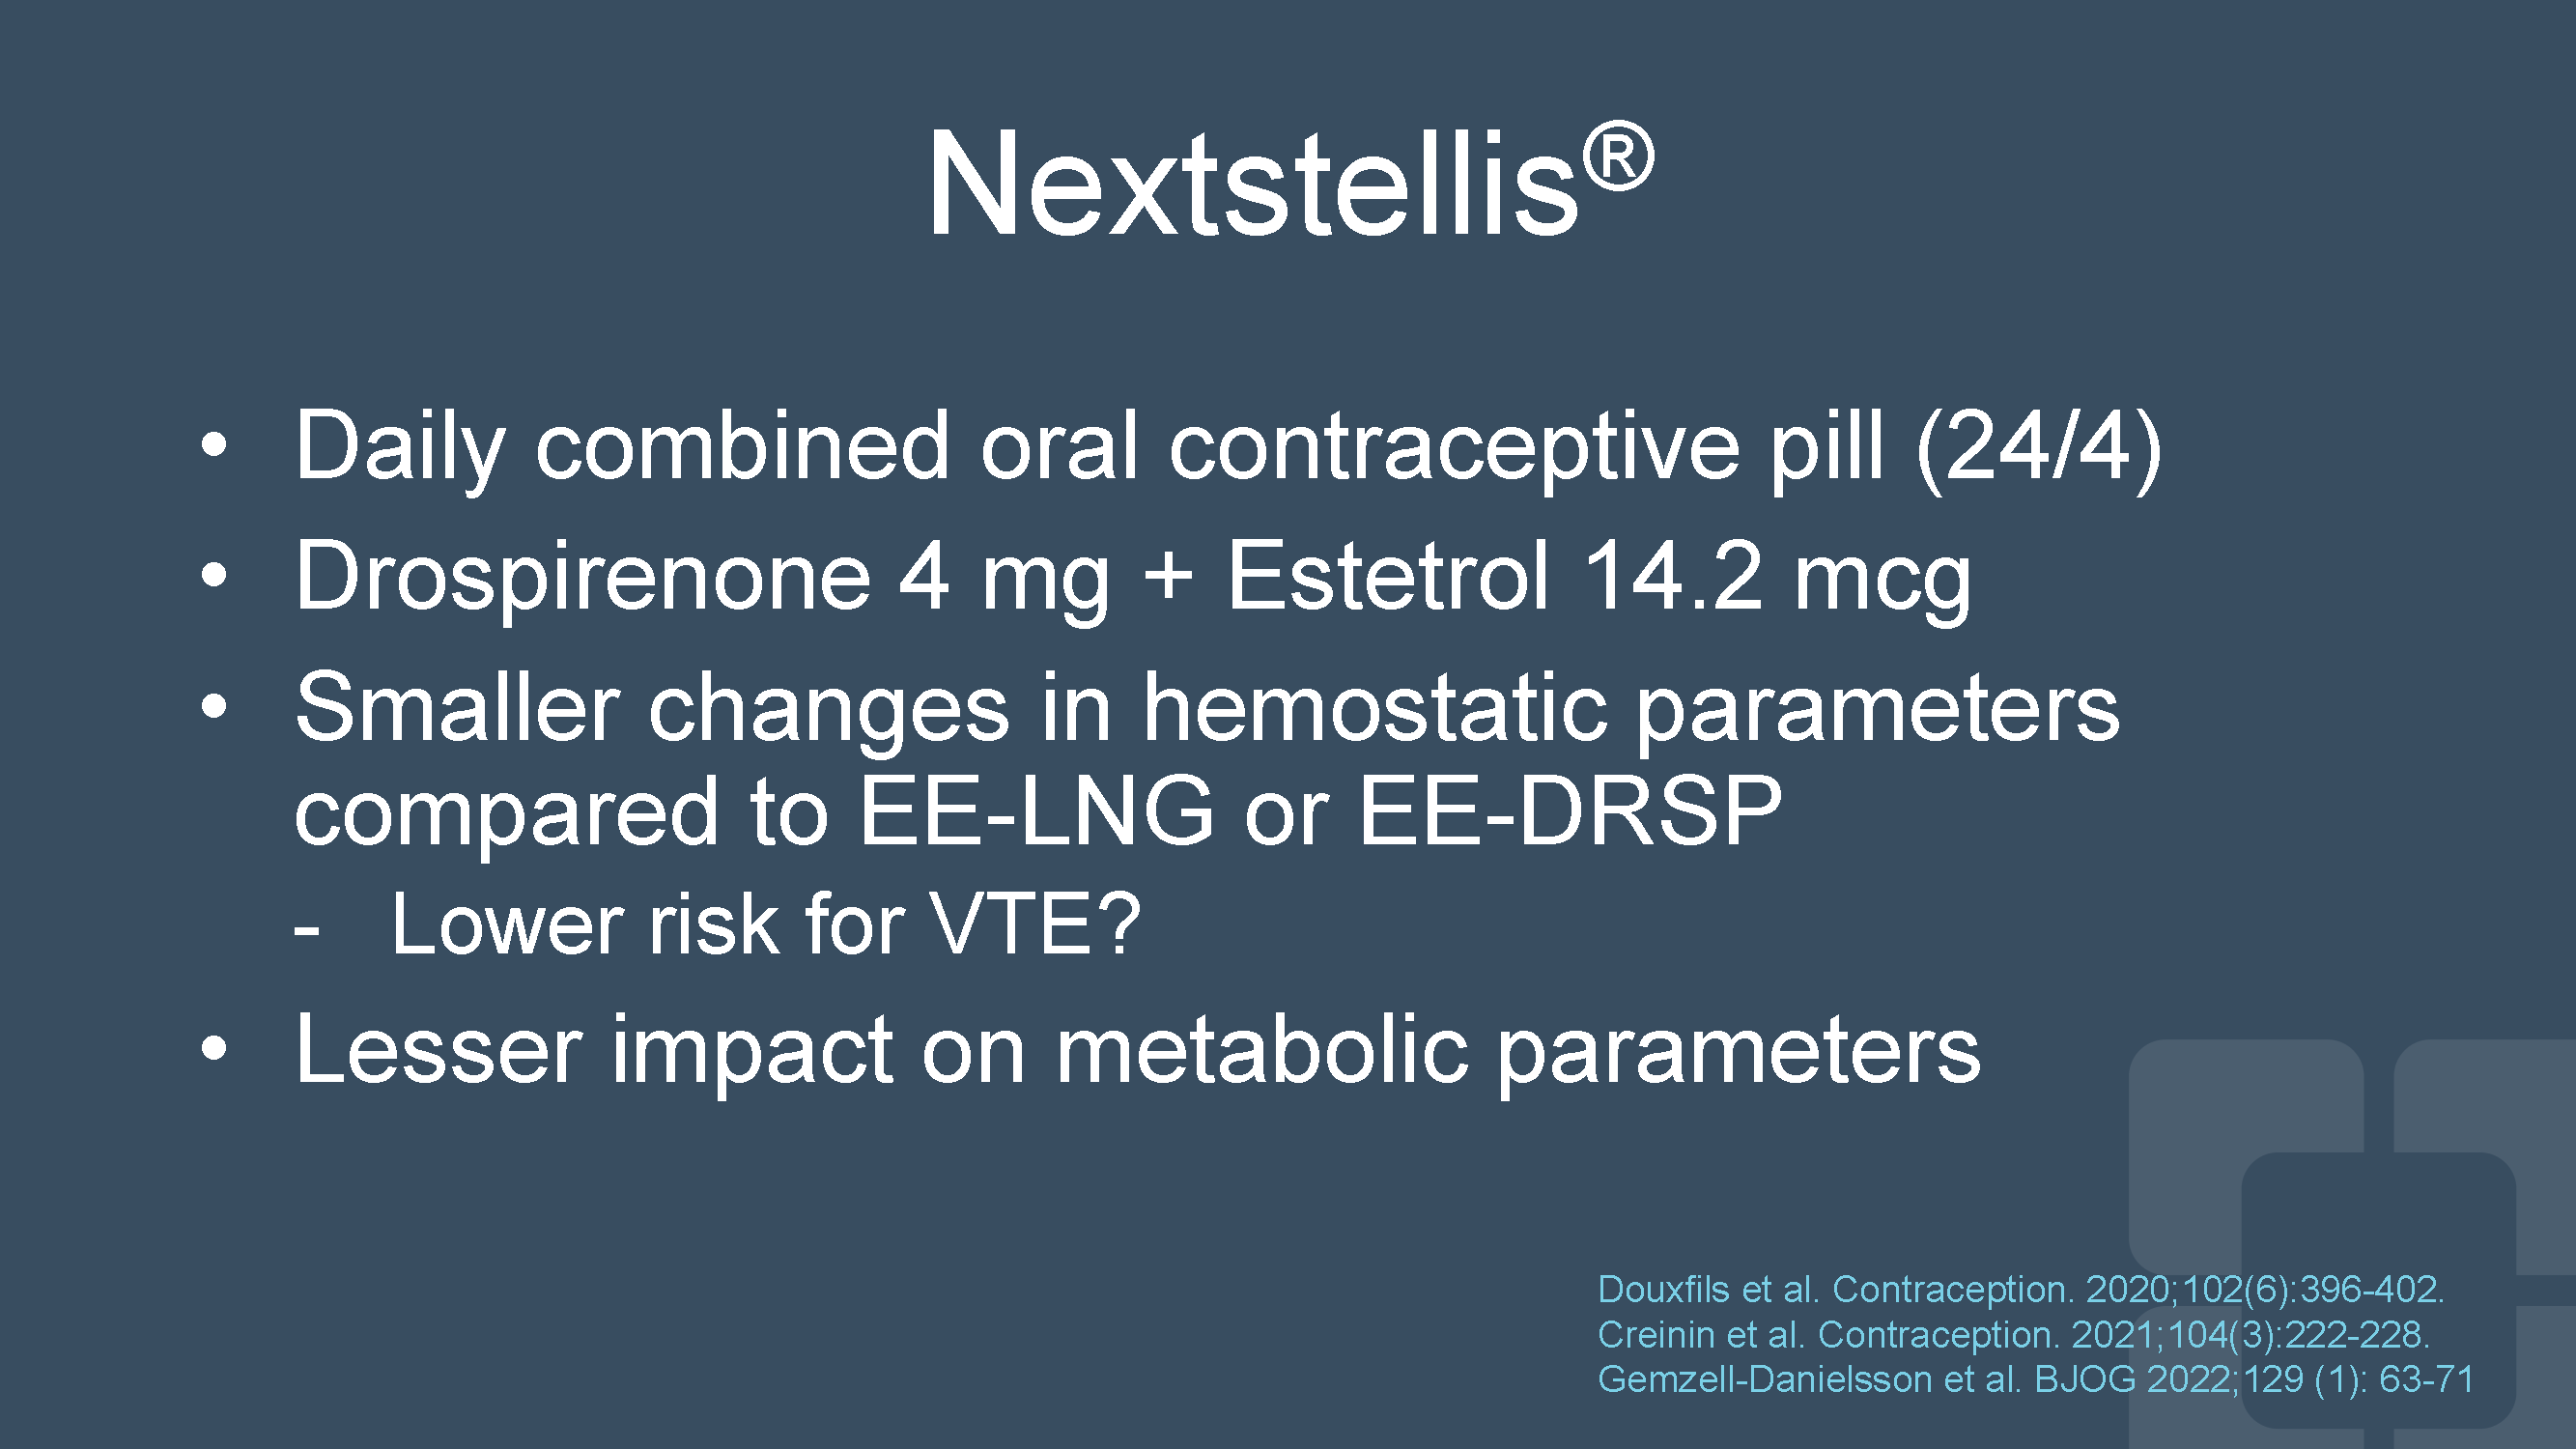 Nextstellis®
• Daily combined oral contraceptive pill (24/4)
• Drospirenone 4 mg + Estetrol 14.2 mcg
• Smaller changes in hemostatic parameters
compared to EE-LNG or EE-DRSP
- Lower risk for VTE?
• Lesser impact on metabolic parameters
Douxfils et al. Contraception. 2020;102(6):396-402.
Creinin et al. Contraception. 2021;104(3):222-228.
Gemzell-Danielsson et al. BJOG 2022;129 (1): 63-71